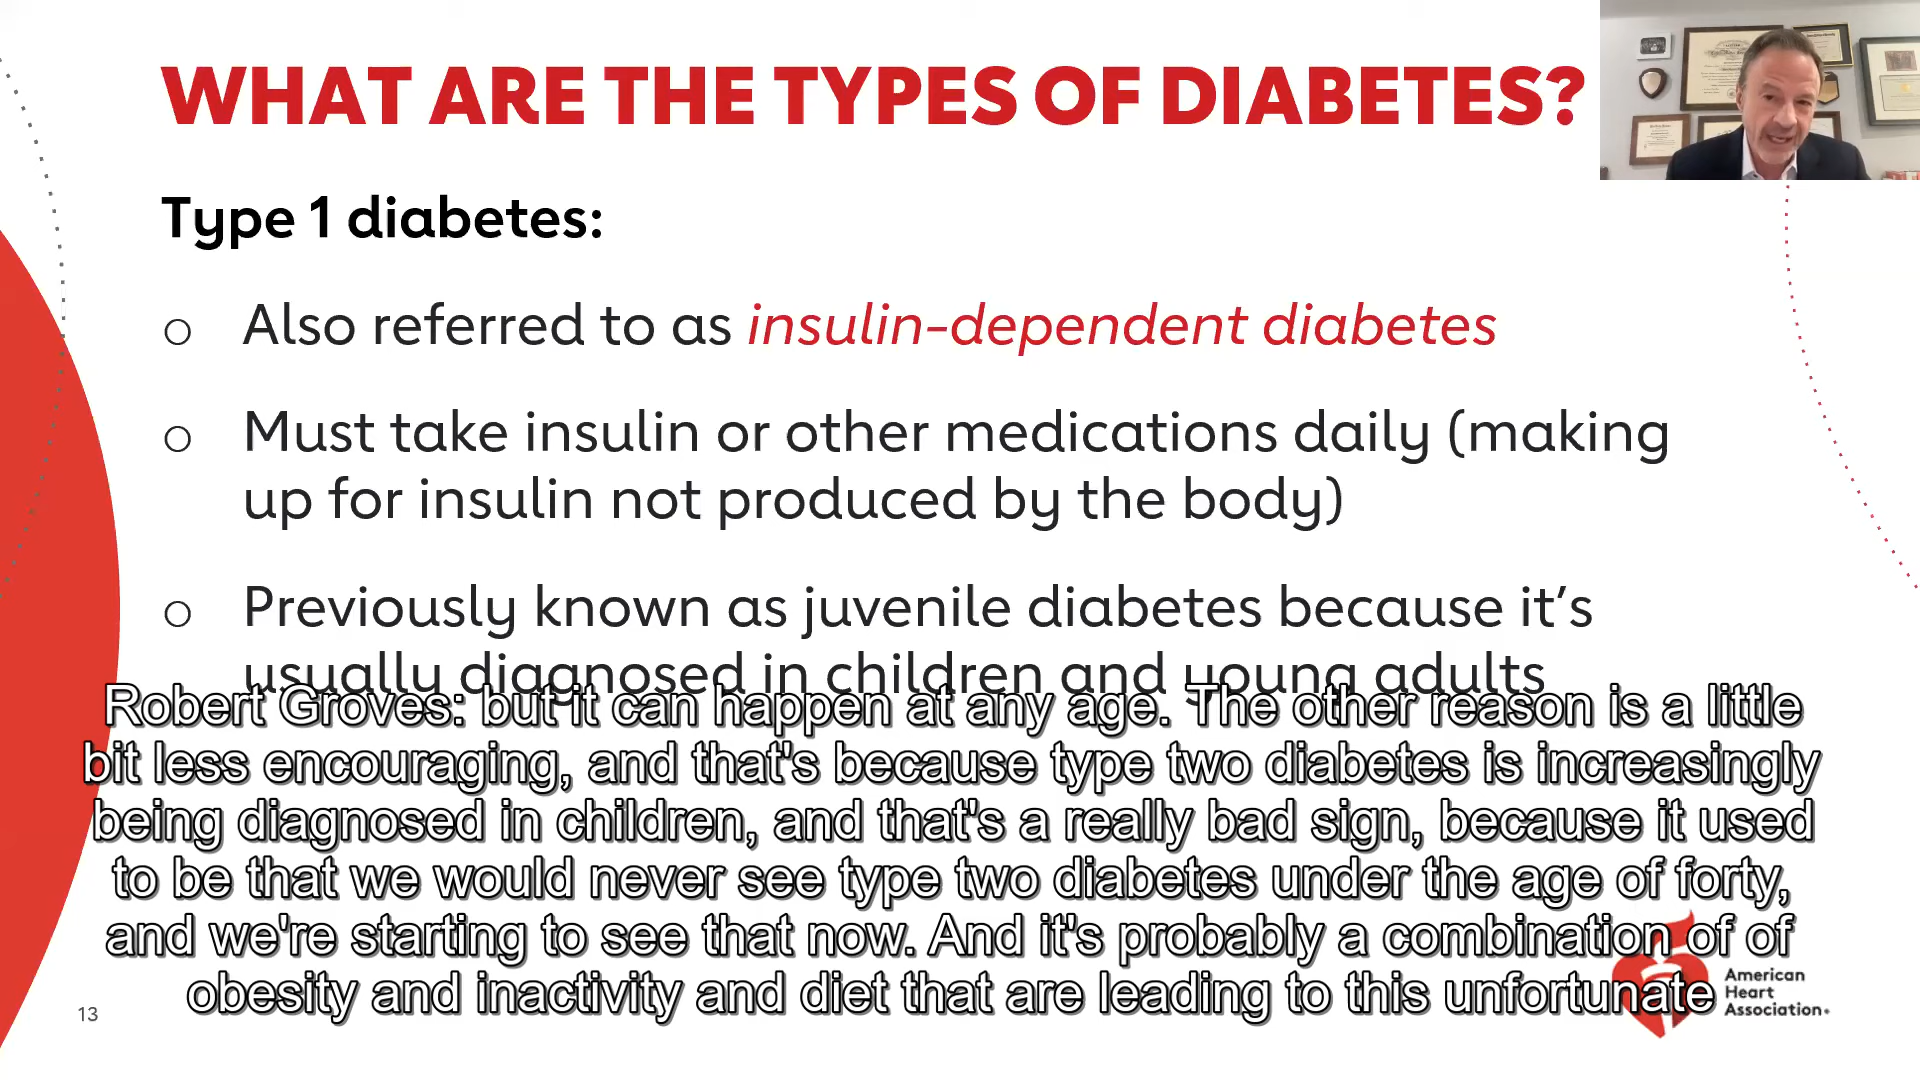 WHAT ARE THE TYPES OF DIABETES?
Type 1 diabetes:
Also referred to as insulin-dependent diabetes
Must take insulin or other medications daily (making
up for insulin not produced by the body)
Previously known as juvenile diabetes because it’s
usually diagnosed in children and young adults
Robert Groves: but it can happen at any age. The other reason is a little
bit less encouraging, and that's because type two diabetes is increasingly
being diagnosed in children, and that's a really bad sign, because it used
to be that we would never see type two diabetes under the age of forty,
and we're starting to see that now. And it's probably a combination of of
obesity and inactivity and diet that are leading to this unfortunate
American
Heart
Association®
13